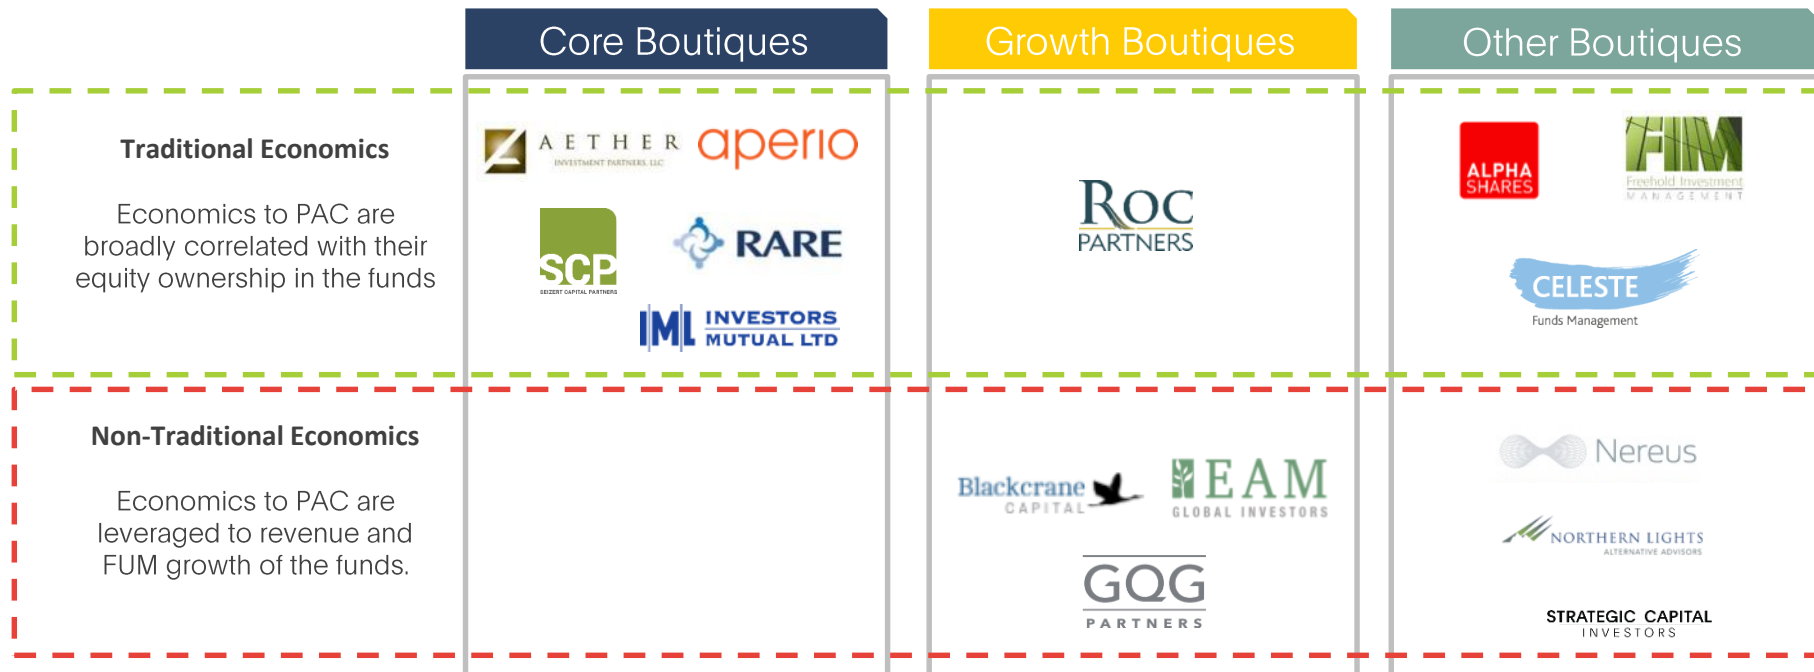 Core Boutiques
Growth Boutiques
Other Boutiques
Traditional Economics
Economics to PAC are
broadly correlated with their
equity ownership in the funds
AETHER
INVESTMENT PARTNERS, LLC
aperio
SCP
SEIZERT CAPITAL PARTNERS
RARE
IML INVESTORS
MUTUAL LTD
ROC
PARTNERS
ALPHA
SHARES
FIM
Freehold Investment
MANAGEMENT
CELESTE
Funds Management
Non-Traditional Economics
Economics to PAC are
leveraged to revenue and
FUM growth of the funds.
Blackcrane
CAPITAL
EAM
GLOBAL INVESTORS
GQG
PARTNERS
Nereus
NORTHERN LIGHTS
ALTERNATIVE ADVISORS
STRATEGIC CAPITAL
INVESTORS